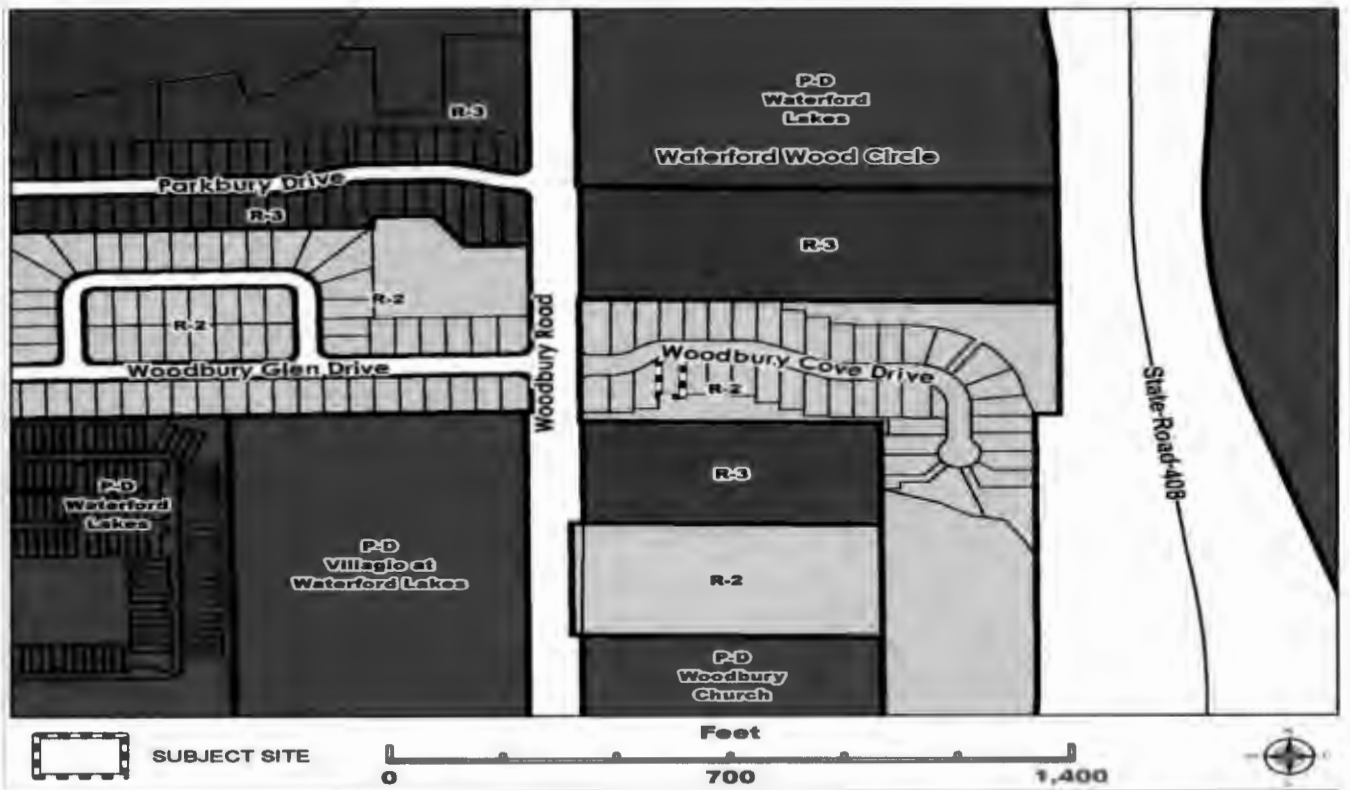 P-D
Waterford
Lakes
R-3
Waterford Wood Circle
Parkbury Drive
R-3
R-3
R-2
R-2
Woodbury Road
Woodbury Cove Drive
Woodbury Glen Drive
R-2
State Road 408
R-3
P-D
Waterford
Lakes
P-D
Villagio at
Waterford Lakes
R-2
P-D
Woodbury
Church
SUBJECT SITE
Feet
0
700
1,400